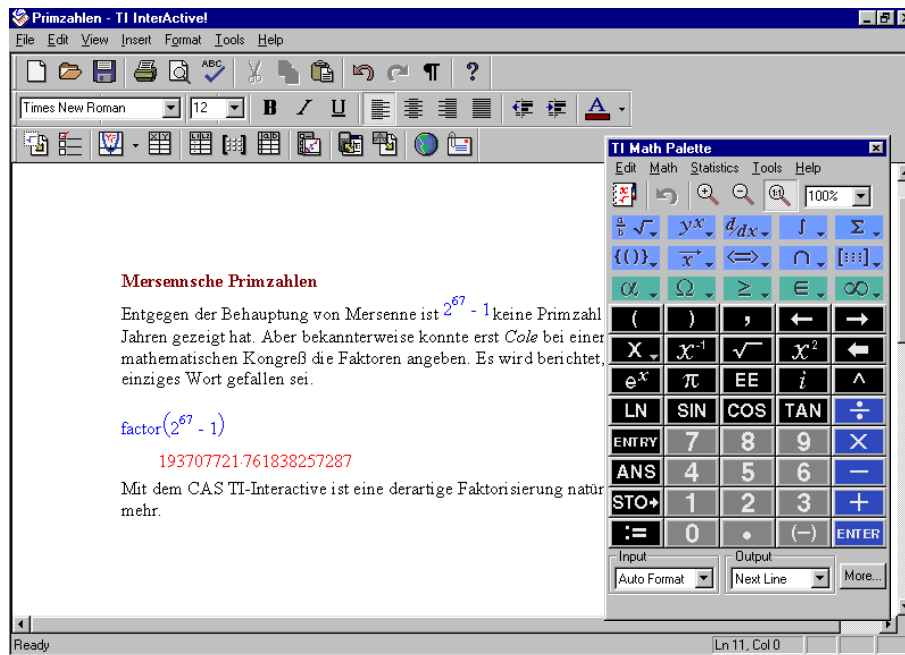 Primzahlen - TI InterActive!
File Edit View Insert Format Tools Help
ABC ?
Times New Roman 12 B I U A
TI Math Palette
Edit Math Statistics Tools Help
1:1 100%
a/b √ y^x d/dx ∫ Σ
{()} x <=> ∩ [:::]
α Ω ≥ ∈ ∞
( ) , ← →
X x^-1 √ x^2 ⬅
e^x π EE i ^
LN SIN COS TAN ÷
ENTRY 7 8 9 ×
ANS 4 5 6 −
STO→ 1 2 3 +
:= 0 . (−) ENTER
Input Output
Auto Format Next Line More...
Mersennsche Primzahlen
Entgegen der Behauptung von Mersenne ist 2^67 - 1 keine Primzahl
Jahren gezeigt hat. Aber bekannterweise konnte erst Cole bei einer
mathematischen Kongreß die Faktoren angeben. Es wird berichtet,
einziges Wort gefallen sei.
factor(2^67 - 1)
193707721·761838257287
Mit dem CAS TI-Interactive ist eine derartige Faktorisierung natür
mehr.
Ready Ln 11, Col 0